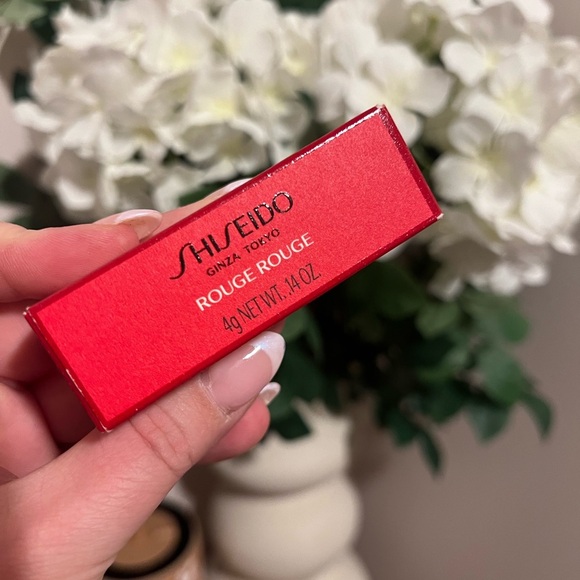 SHISEIDO
GINZA TOKYO
ROUGE ROUGE
4g NET WT. .14 OZ.